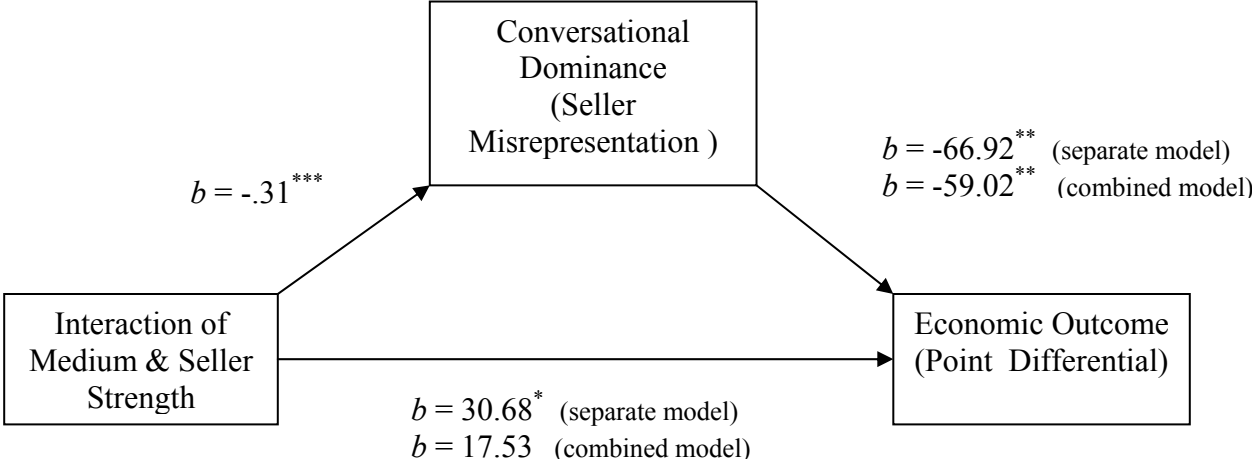 Conversational
Dominance
(Seller
Misrepresentation )
b = -66.92** (separate model)
b = -59.02** (combined model)
b = -.31***
Interaction of
Medium & Seller
Strength
Economic Outcome
(Point Differential)
b = 30.68* (separate model)
b = 17.53 (combined model)